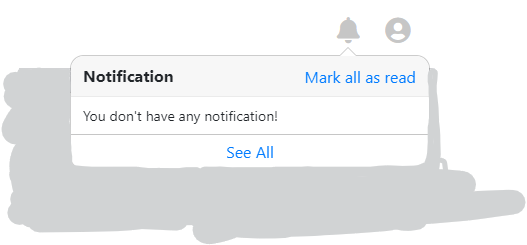 Notification Mark all as read
You don't have any notification!
See All